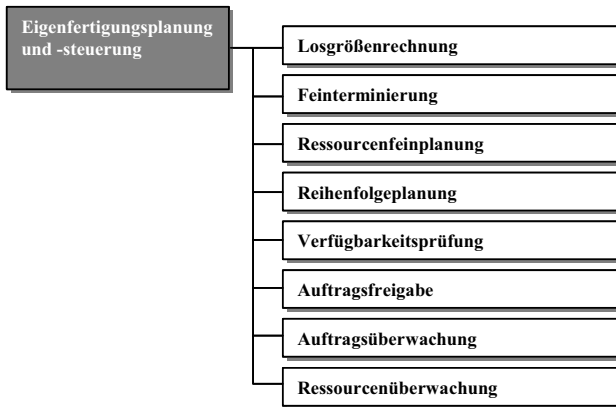 Eigenfertigungsplanung
und -steuerung
Losgrößenrechnung
Feinterminierung
Ressourcenfeinplanung
Reihenfolgeplanung
Verfügbarkeitsprüfung
Auftragsfreigabe
Auftragsüberwachung
Ressourcenüberwachung